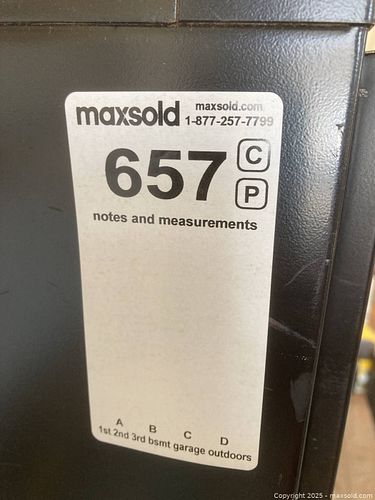 maxsold maxsold.com
1-877-257-7799
657 C
P
notes and measurements
A B C D
1st 2nd 3rd bsmt garage outdoors
Copyright 2025 - maxsold.com